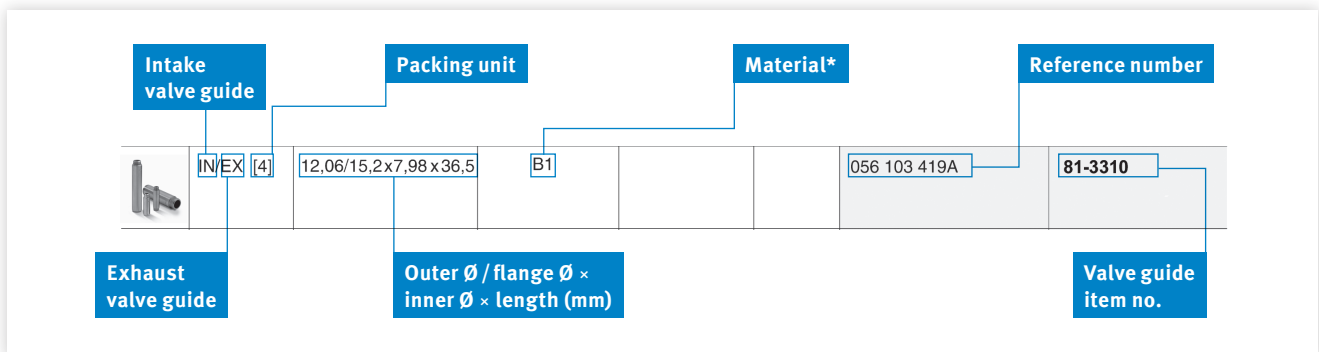 Intake
valve guide
Packing unit
Material*
Reference number
IN/EX [4] 12,06/15,2x7,98x36,5 B1 056 103 419A 81-3310
Exhaust
valve guide
Outer Ø / flange Ø ×
inner Ø × length (mm)
Valve guide
item no.